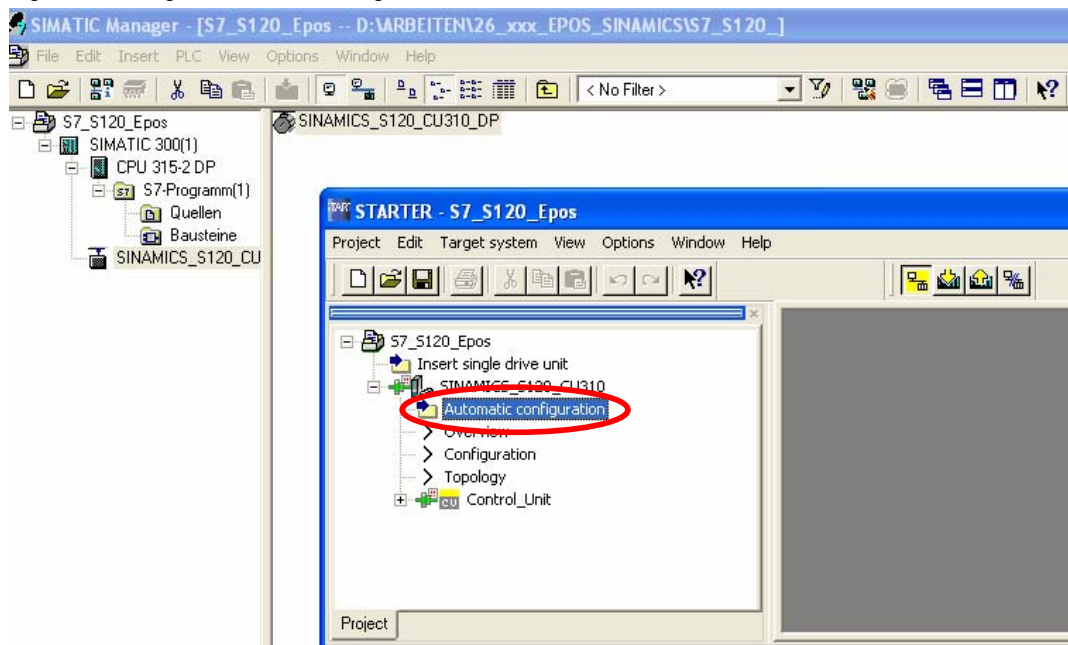 SIMATIC Manager - [S7_S120_Epos -- D:\ARBEITEN\26_xxx_EPOS_SINAMICS\S7_S120_]
File Edit Insert PLC View Options Window Help
< No Filter >
S7_S120_Epos
SIMATIC 300(1)
CPU 315-2 DP
S7-Programm(1)
Quellen
Bausteine
SINAMICS_S120_CU
SINAMICS_S120_CU310_DP
STARTER - S7_S120_Epos
Project Edit Target system View Options Window Help
S7_S120_Epos
Insert single drive unit
SINAMICS_S120_CU310
Automatic configuration
Overview
Configuration
Topology
Control_Unit
Project